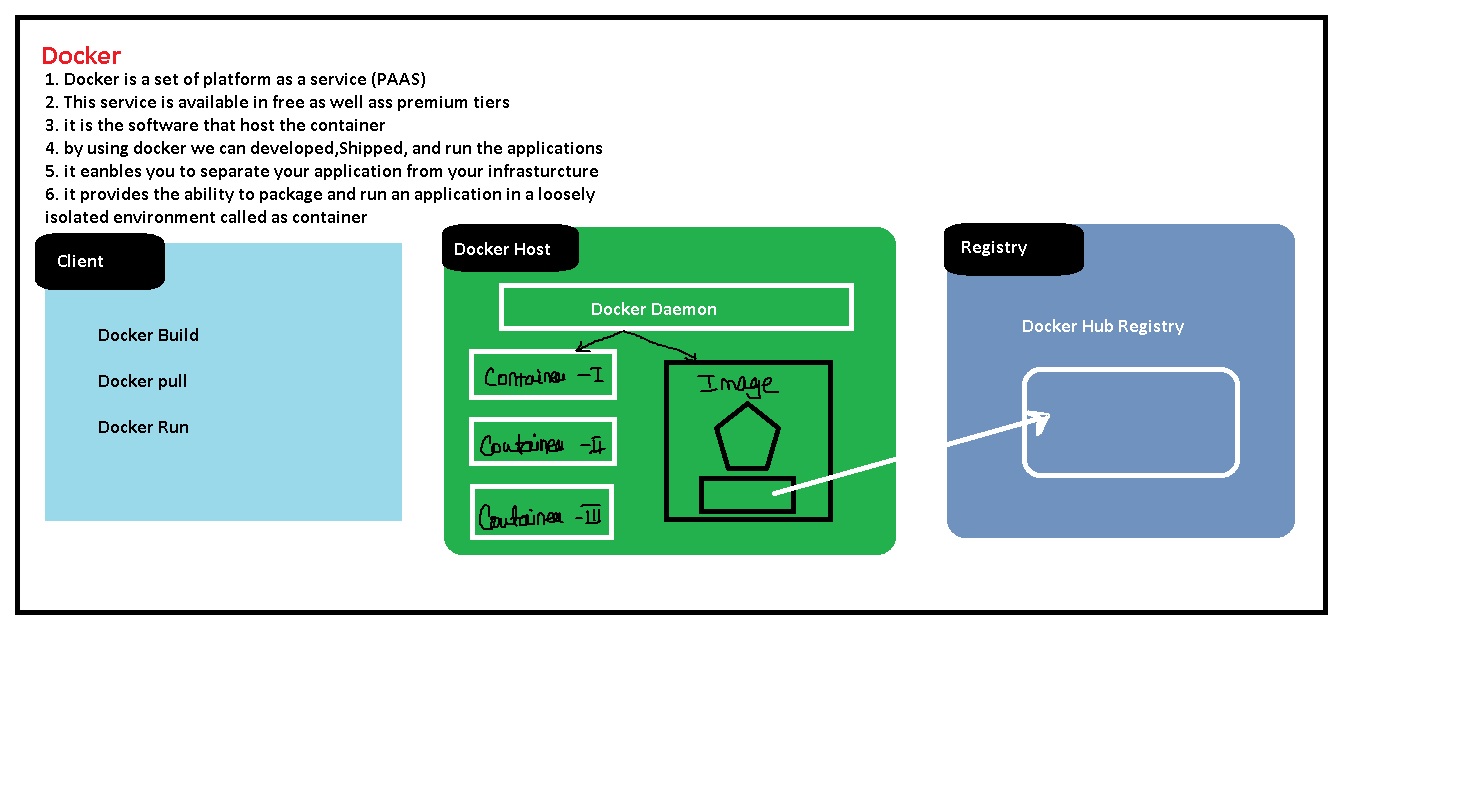 Docker
1. Docker is a set of platform as a service (PAAS)
2. This service is available in free as well ass premium tiers
3. it is the software that host the container
4. by using docker we can developed,Shipped, and run the applications
5. it eanbles you to separate your application from your infrasturcture
6. it provides the ability to package and run an application in a loosely
isolated environment called as container
Client
Docker Build
Docker pull
Docker Run
Docker Host
Docker Daemon
Container -I
Container -II
Container -III
Image
Registry
Docker Hub Registry